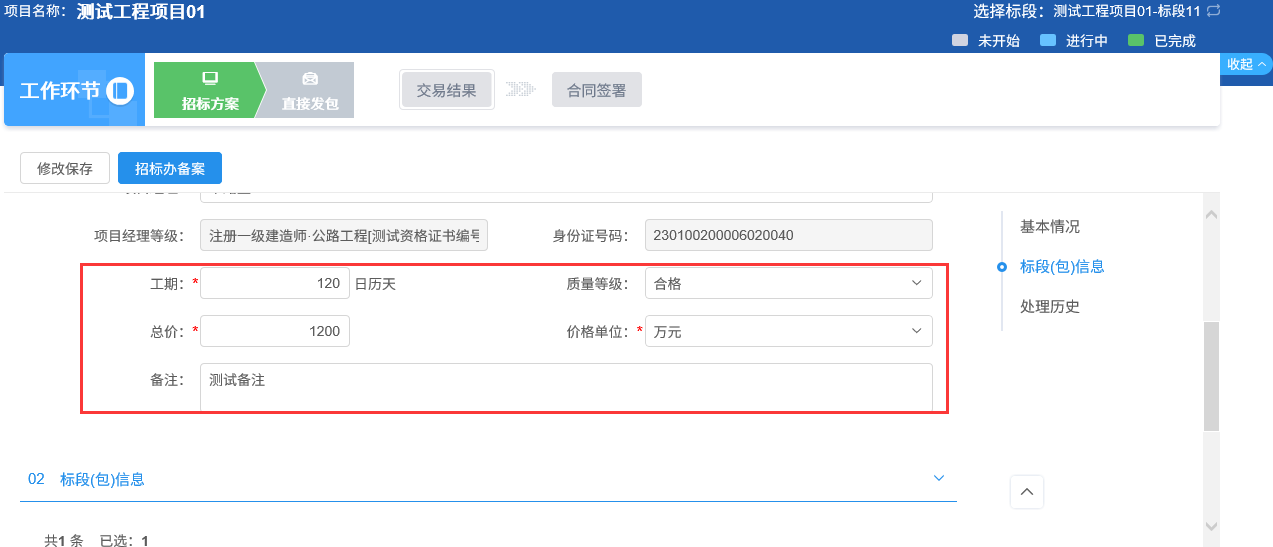 项目名称： 测试工程项目01 选择标段：测试工程项目01-标段11
未开始 进行中 已完成
收起
工作环节 招标方案 直接发包 交易结果 合同签署
修改保存 招标办备案
项目经理等级： 注册一级建造师·公路工程[测试资格证书编号 身份证号码： 230100200006020040
基本情况
工期：* 120 日历天 质量等级： 合格
标段(包)信息
处理历史
总价：* 1200 价格单位：* 万元
备注： 测试备注
02 标段(包)信息
共1 条 已选：1